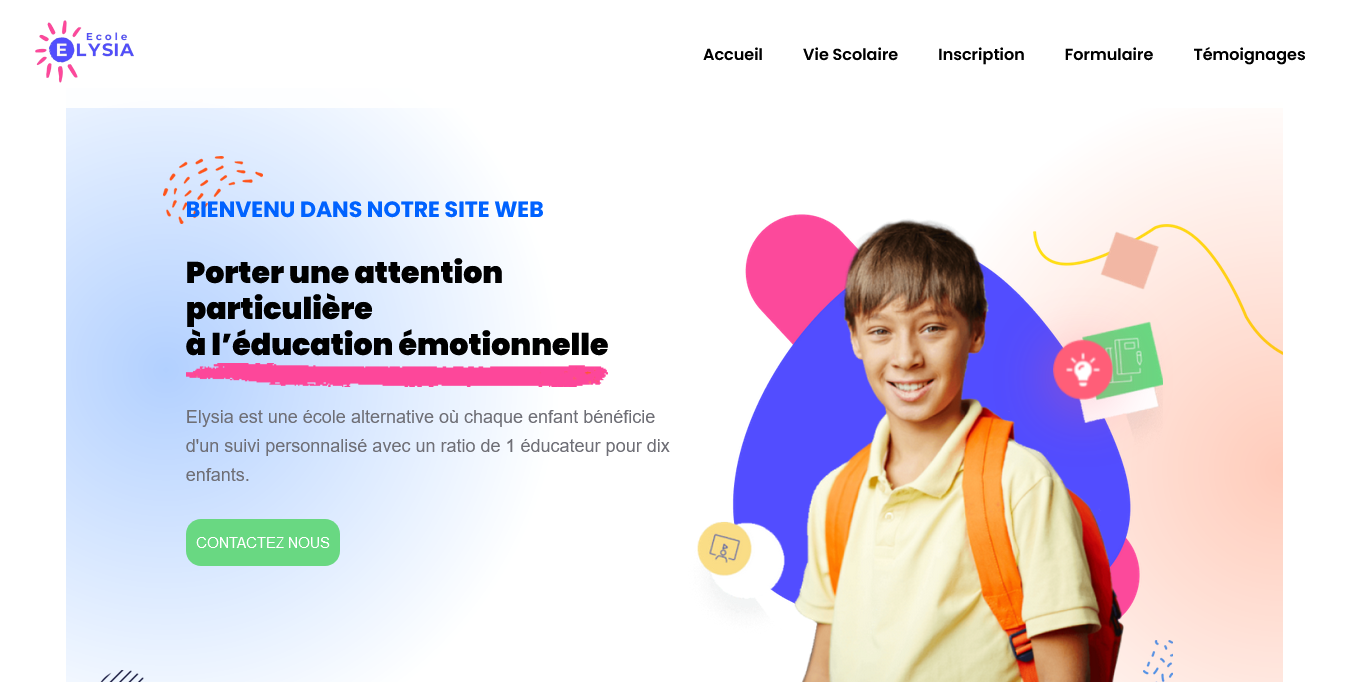 Ecole
ELYSIA
Accueil
Vie Scolaire
Inscription
Formulaire
Témoignages
BIENVENU DANS NOTRE SITE WEB
Porter une attention
particulière
à l’éducation émotionnelle
Elysia est une école alternative où chaque enfant bénéficie
d'un suivi personnalisé avec un ratio de 1 éducateur pour dix
enfants.
CONTACTEZ NOUS